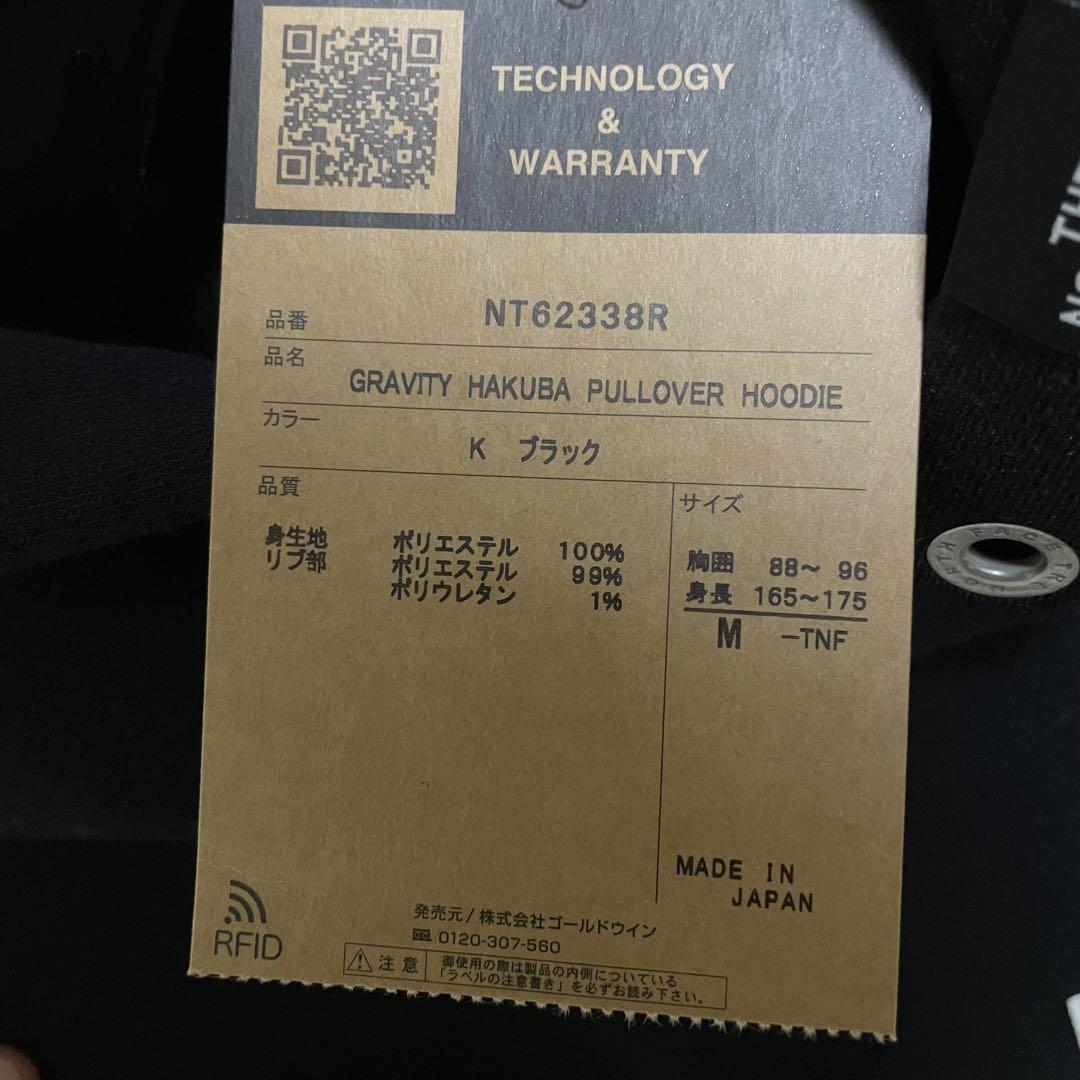 TECHNOLOGY
&
WARRANTY
品番 NT62338R
品名 GRAVITY HAKUBA PULLOVER HOODIE
カラー K ブラック
品質
身生地 ポリエステル 100%
リブ部 ポリエステル 99%
ポリウレタン 1%
サイズ
胸囲 88〜 96
身長 165〜175
M -TNF
MADE IN
JAPAN
RFID
発売元/株式会社ゴールドウイン
0120-307-560
注意 御使用の際は製品の内側についている
「ラベルの注意書き」を必ずお読み下さい。
NORTH FACE